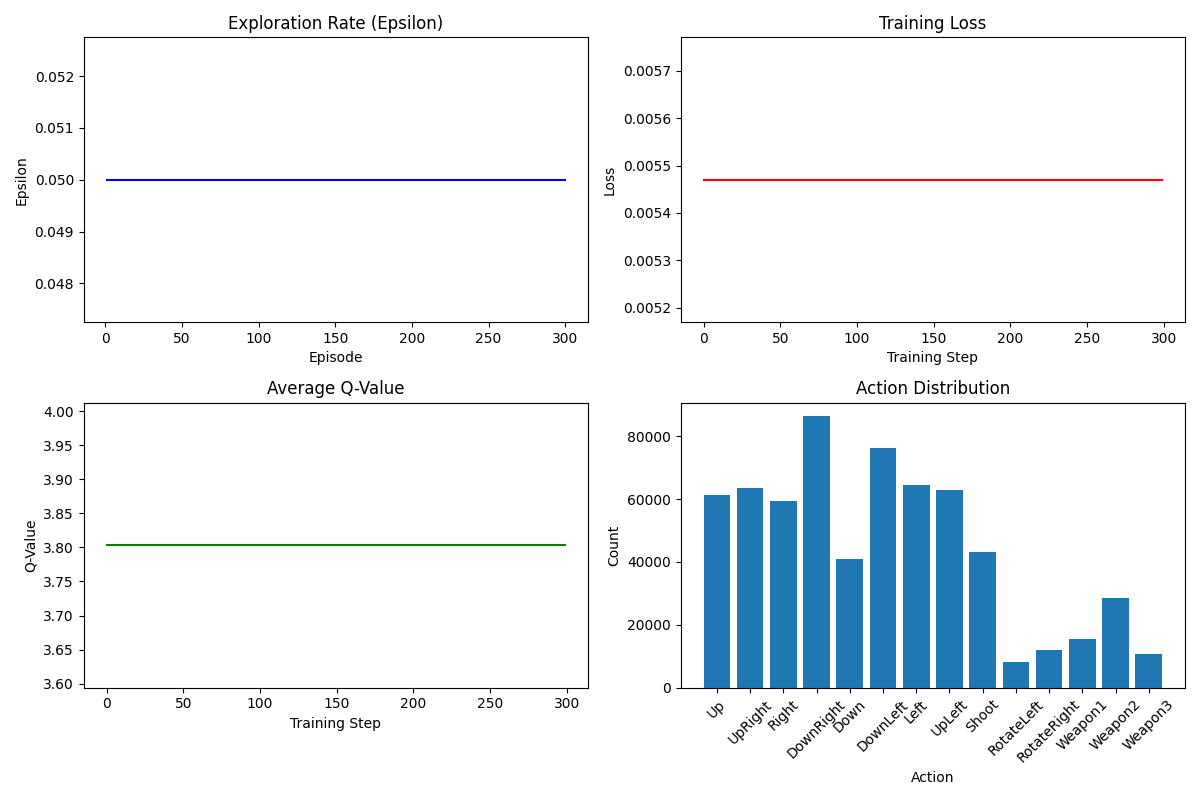 Exploration Rate (Epsilon)
Epsilon
0.052
0.051
0.050
0.049
0.048
0 50 100 150 200 250 300
Episode
Training Loss
Loss
0.0057
0.0056
0.0055
0.0054
0.0053
0.0052
0 50 100 150 200 250 300
Training Step
Average Q-Value
Q-Value
4.00
3.95
3.90
3.85
3.80
3.75
3.70
3.65
3.60
0 50 100 150 200 250 300
Training Step
Action Distribution
Count
80000
60000
40000
20000
0
Up
UpRight
Right
DownRight
Down
DownLeft
Left
UpLeft
Shoot
RotateLeft
RotateRight
Weapon1
Weapon2
Weapon3
Action